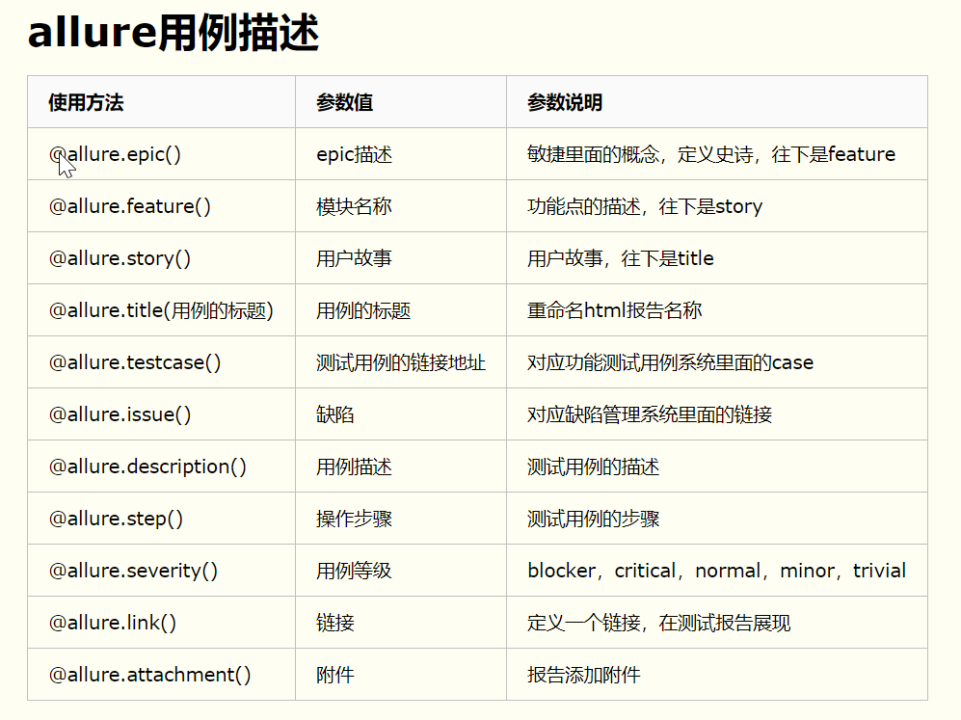 allure用例描述
使用方法 参数值 参数说明
@allure.epic() epic描述 敏捷里面的概念，定义史诗，往下是feature
@allure.feature() 模块名称 功能点的描述，往下是story
@allure.story() 用户故事 用户故事，往下是title
@allure.title(用例的标题) 用例的标题 重命名html报告名称
@allure.testcase() 测试用例的链接地址 对应功能测试用例系统里面的case
@allure.issue() 缺陷 对应缺陷管理系统里面的链接
@allure.description() 用例描述 测试用例的描述
@allure.step() 操作步骤 测试用例的步骤
@allure.severity() 用例等级 blocker，critical，normal，minor，trivial
@allure.link() 链接 定义一个链接，在测试报告展现
@allure.attachment() 附件 报告添加附件